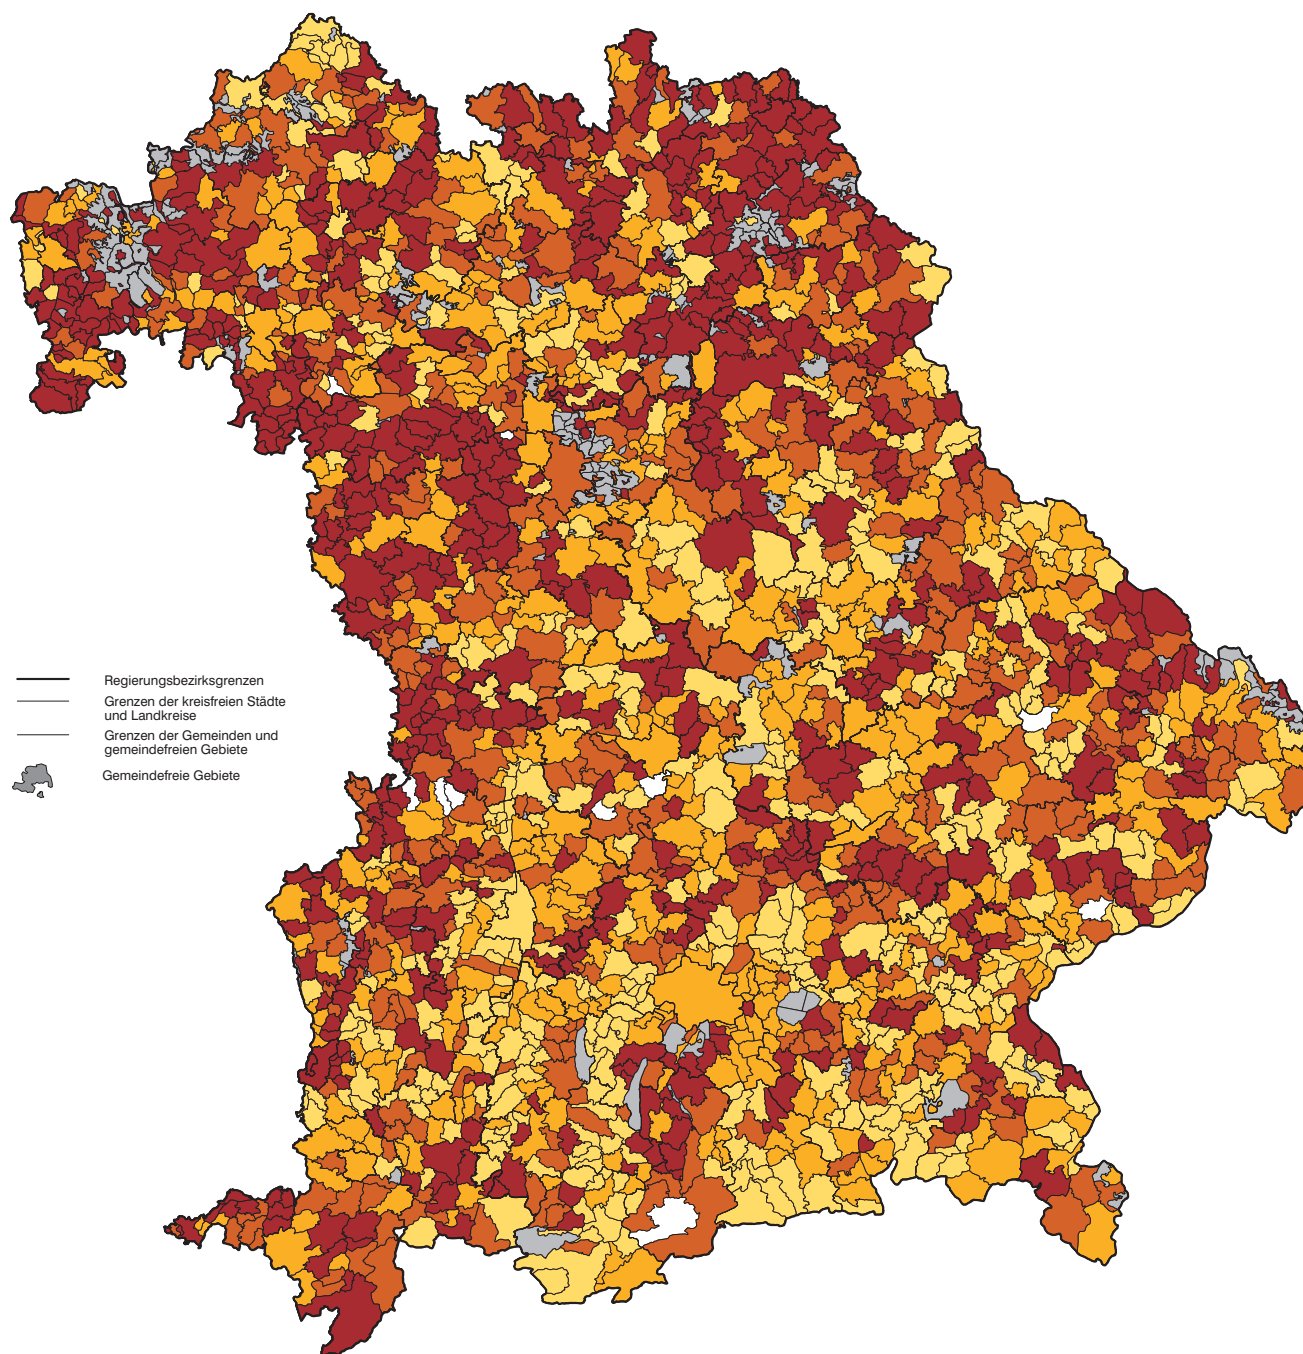 Regierungsbezirksgrenzen
Grenzen der kreisfreien Städte
und Landkreise
Grenzen der Gemeinden und
gemeindefreien Gebiete
Gemeindefreie Gebiete